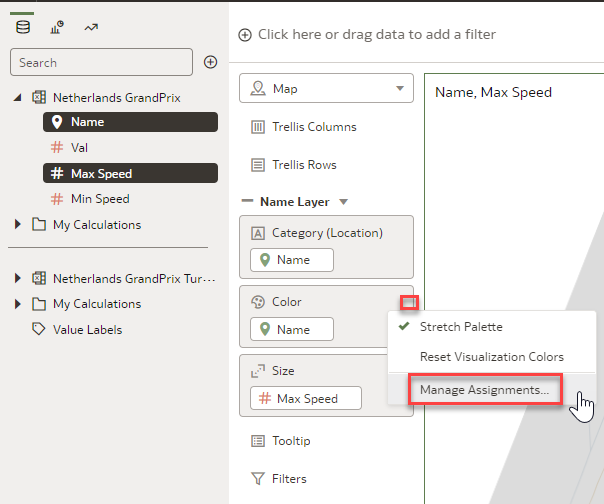 Click here or drag data to add a filter
Search
Netherlands GrandPrix
Name
Val
Max Speed
Min Speed
My Calculations
Netherlands GrandPrix Tur...
My Calculations
Value Labels
Map
Trellis Columns
Trellis Rows
Name Layer
Category (Location)
Name
Color
Name
Size
Max Speed
Tooltip
Filters
Name, Max Speed
Stretch Palette
Reset Visualization Colors
Manage Assignments...